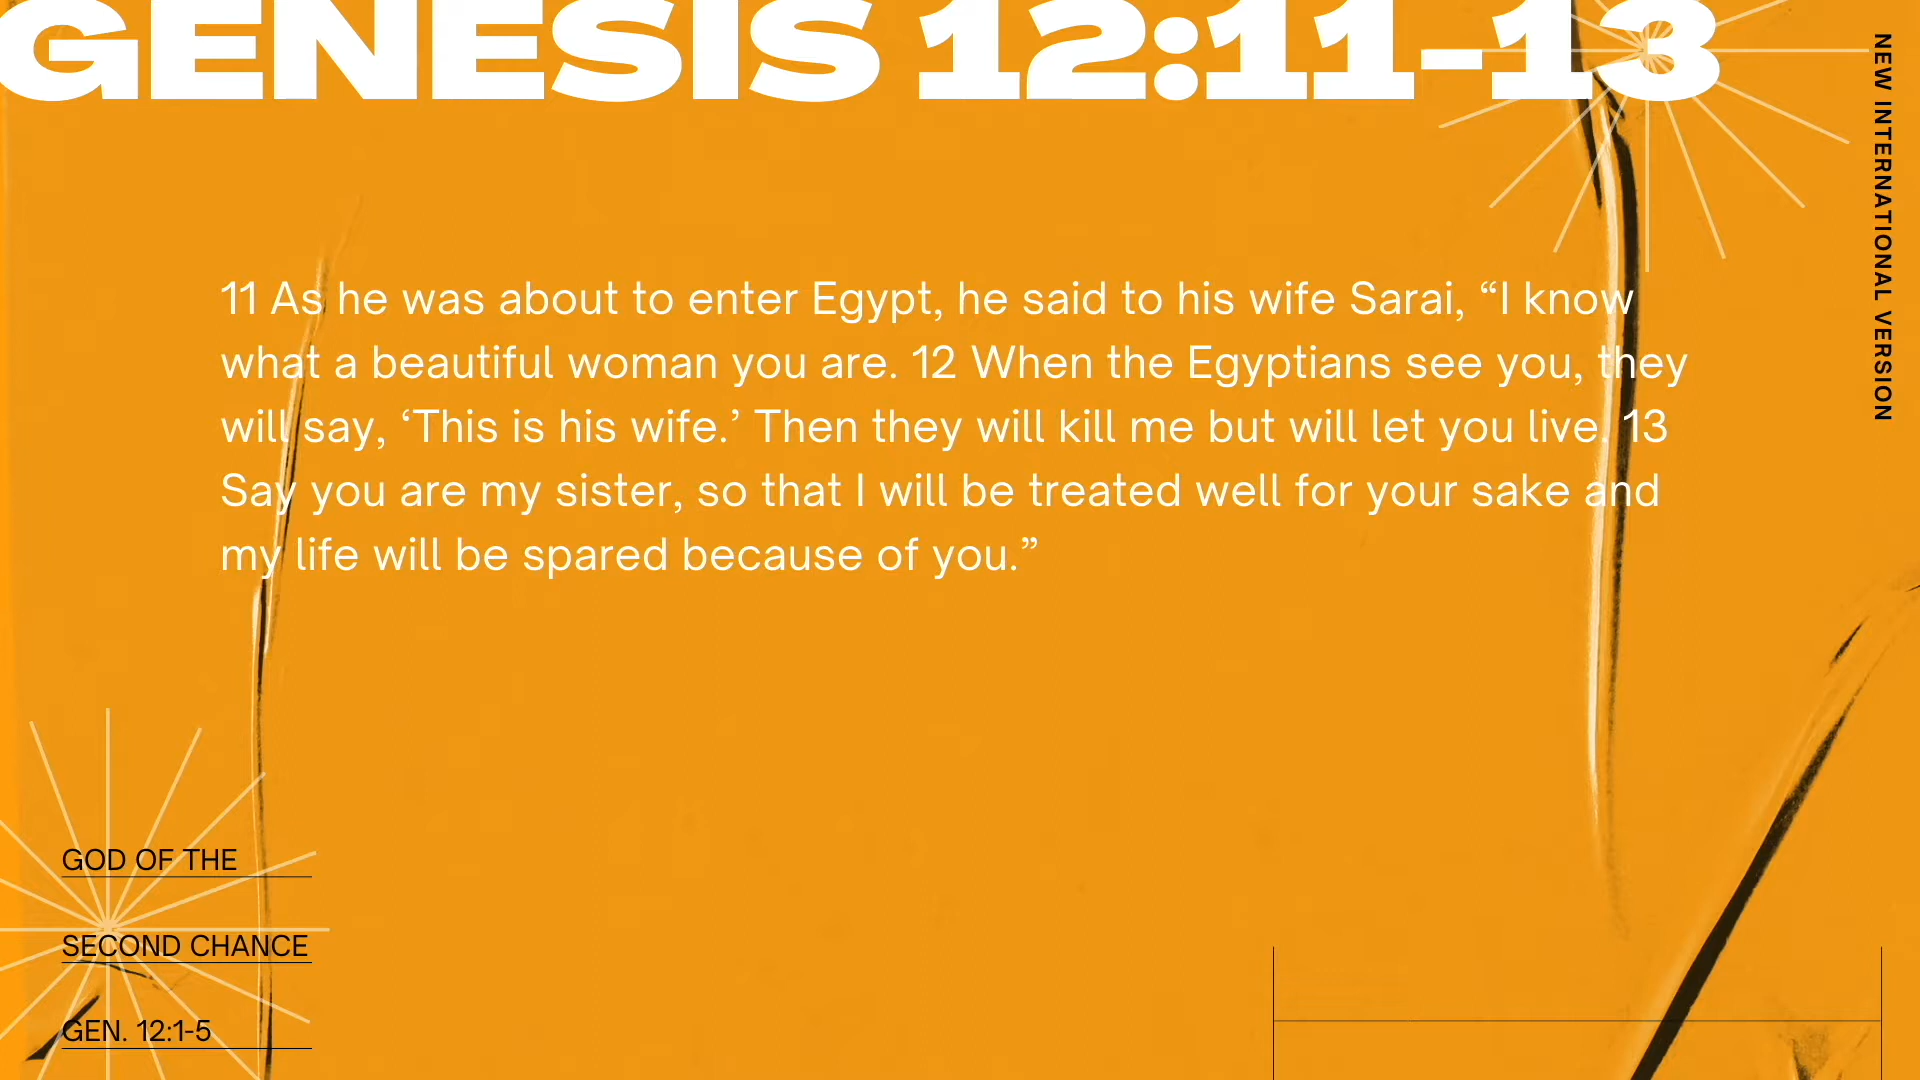 GENESIS 12:11-13
NEW INTERNATIONAL VERSION
11 As he was about to enter Egypt, he said to his wife Sarai, “I know
what a beautiful woman you are. 12 When the Egyptians see you, they
will say, ‘This is his wife.’ Then they will kill me but will let you live. 13
Say you are my sister, so that I will be treated well for your sake and
my life will be spared because of you.”
GOD OF THE
SECOND CHANCE
GEN. 12:1-5